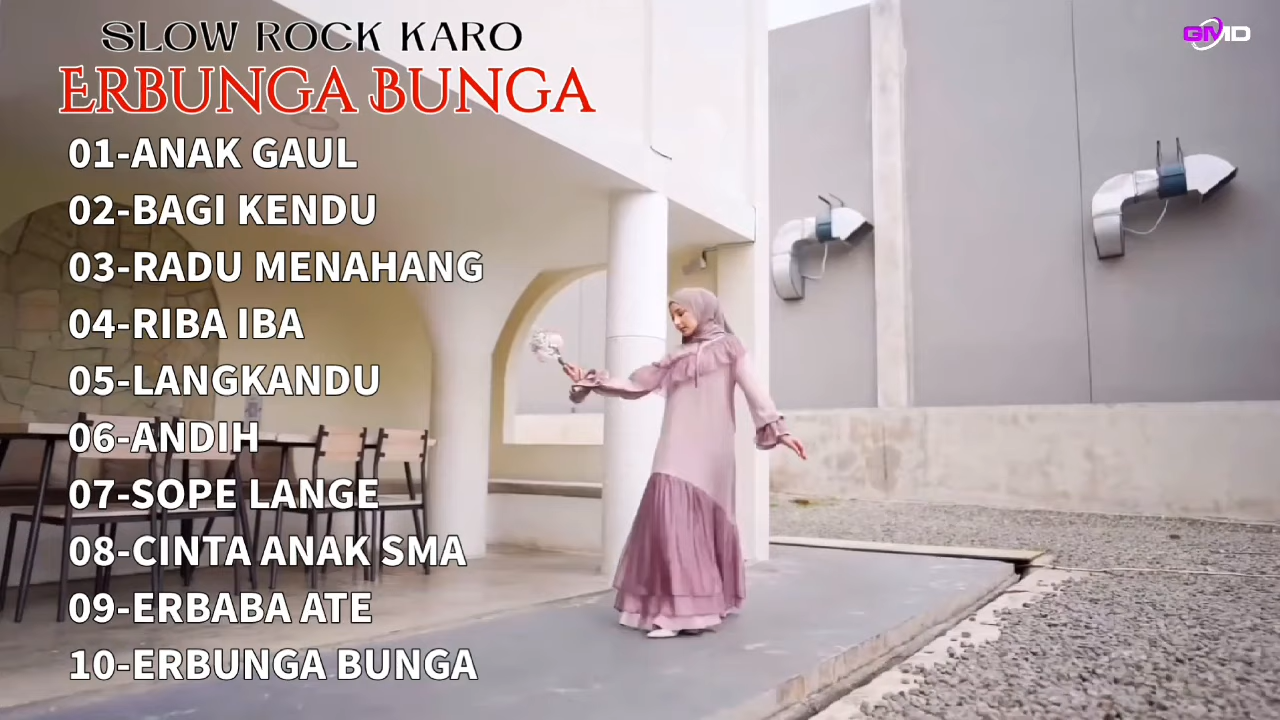 SLOW ROCK KARO
ERBUNGA BUNGA
GMD
01-ANAK GAUL
02-BAGI KENDU
03-RADU MENAHANG
04-RIBA IBA
05-LANGKANDU
06-ANDIH
07-SOPE LANGE
08-CINTA ANAK SMA
09-ERBABA ATE
10-ERBUNGA BUNGA